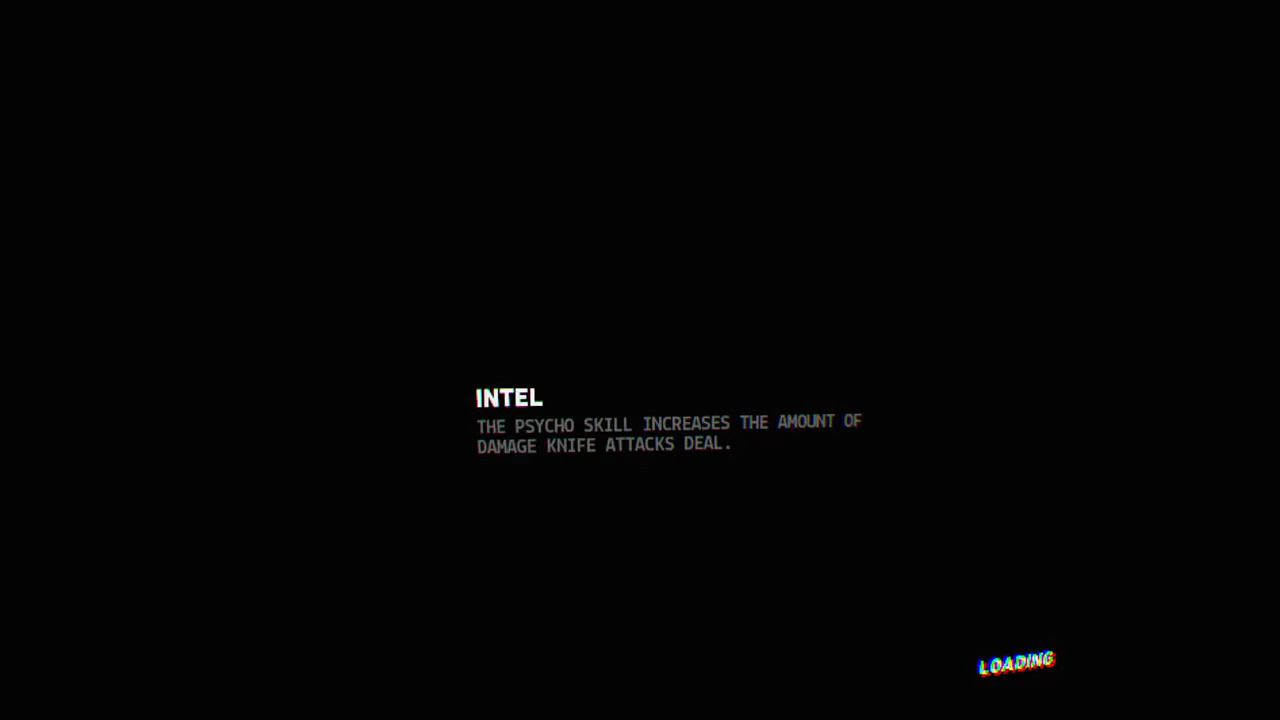 INTEL
THE PSYCHO SKILL INCREASES THE AMOUNT OF
DAMAGE KNIFE ATTACKS DEAL.
LOADING